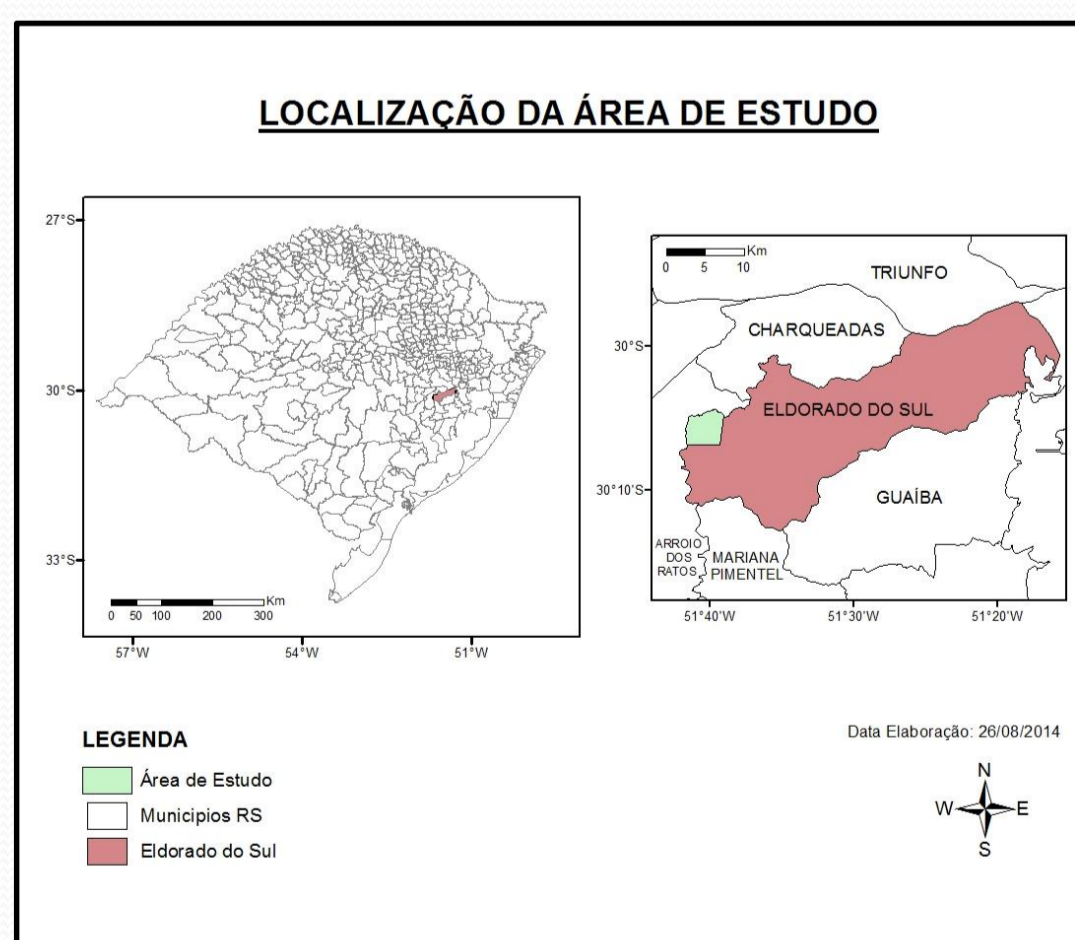 LOCALIZAÇÃO DA ÁREA DE ESTUDO
27°S
30°S
33°S
57°W
54°W
51°W
Km
0 50 100 200 300
Km
0 5 10
TRIUNFO
CHARQUEADAS
30°S
ELDORADO DO SUL
30°10'S
GUAÍBA
ARROIO
DOS
RATOS
MARIANA
PIMENTEL
51°40'W
51°30'W
51°20'W
LEGENDA
Área de Estudo
Municipios RS
Eldorado do Sul
Data Elaboração: 26/08/2014
N
W
E
S